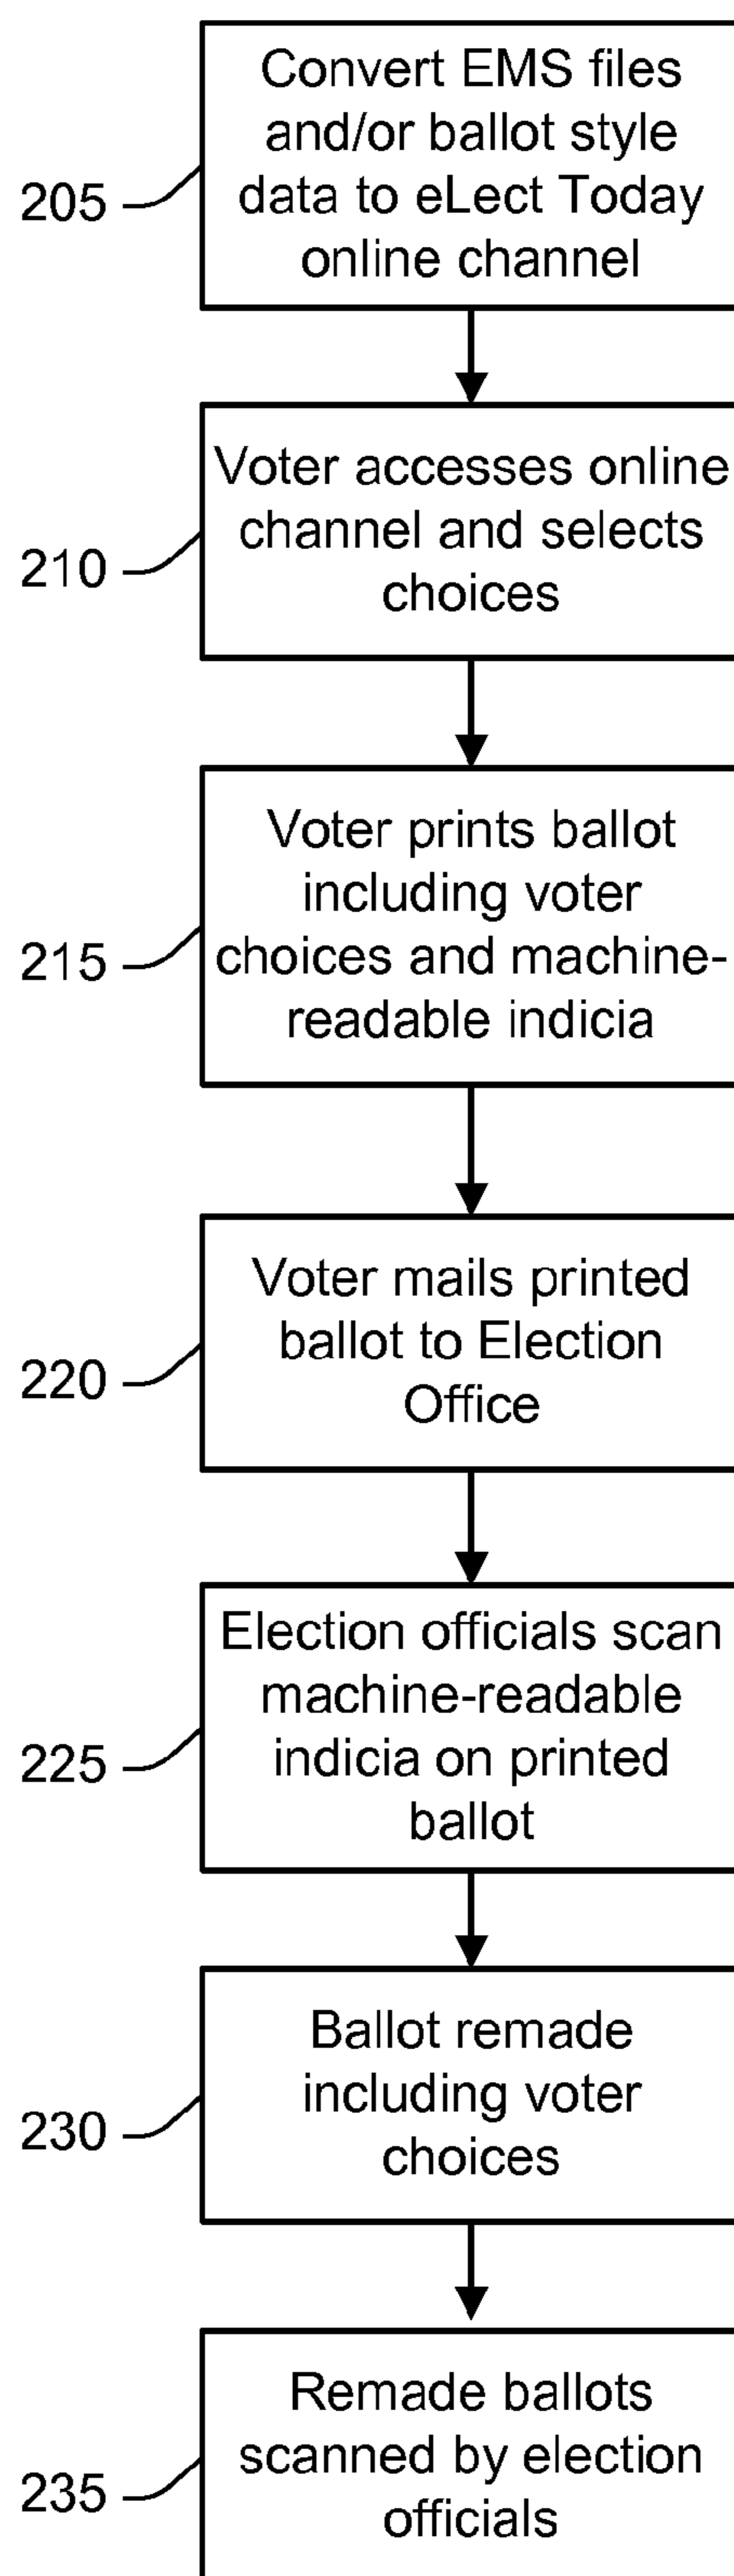 Convert EMS files
and/or ballot style
data to eLect Today
online channel
205
Voter accesses online
channel and selects
choices
210
Voter prints ballot
including voter
choices and machine-
readable indicia
215
Voter mails printed
ballot to Election
Office
220
Election officials scan
machine-readable
indicia on printed
ballot
225
Ballot remade
including voter
choices
230
Remade ballots
scanned by election
officials
235